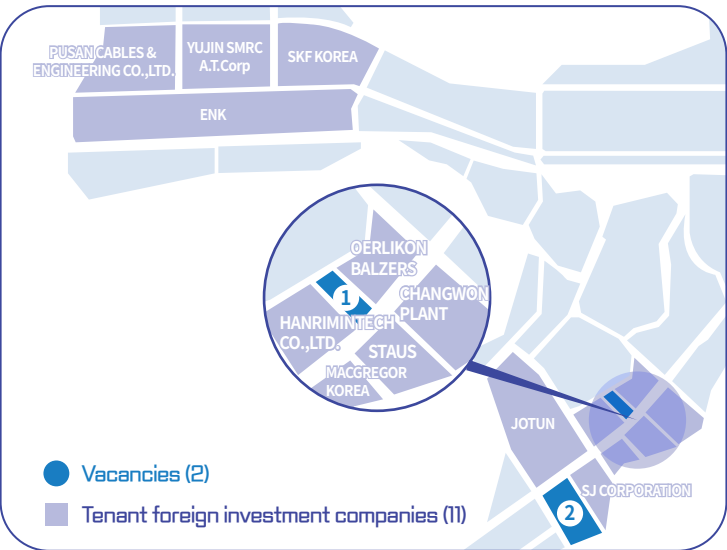 PUSAN CABLES &
ENGINEERING CO.,LTD.
YUJIN SMRC
A.T.Corp
SKF KOREA
ENK
OERLIKON
BALZERS
1
CHANGWON
PLANT
HANRIMINTECH
CO.,LTD.
STAUS
MACGREGOR
KOREA
JOTUN
SJ CORPORATION
2
Vacancies (2)
Tenant foreign investment companies (11)